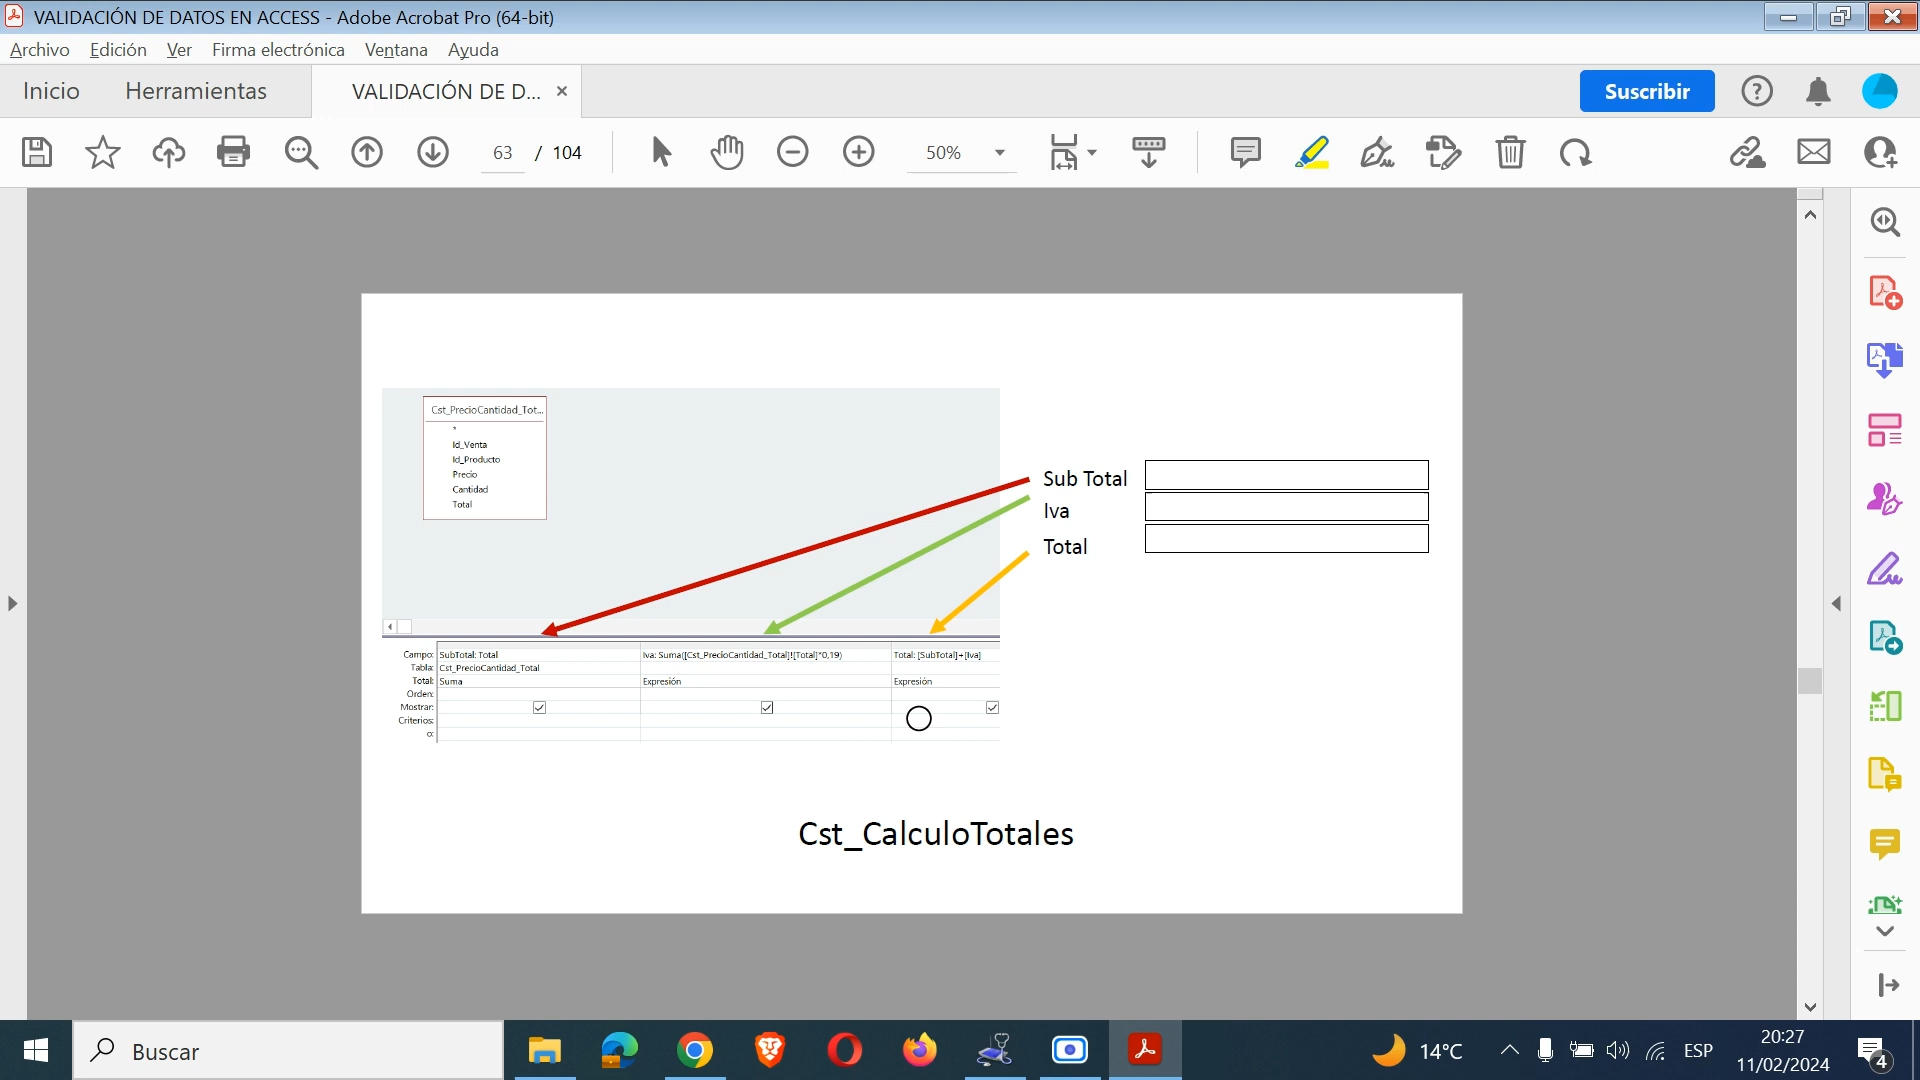 VALIDACIÓN DE DATOS EN ACCESS - Adobe Acrobat Pro (64-bit)
Archivo Edición Ver Firma electrónica Ventana Ayuda
Inicio Herramientas VALIDACIÓN DE D... × Suscribir
63 / 104 50%
Cst_PrecioCantidad_Tot...
*
Id_Venta
Id_Producto
Precio
Cantidad
Total
Sub Total
Iva
Total
Campo: SubTotal: Total Iva: Suma([Cst_PrecioCantidad_Total]![Total]*0,19) Total: [SubTotal]+[Iva]
Tabla: Cst_PrecioCantidad_Total
Total: Suma Expresión Expresión
Orden:
Mostrar:
Criterios:
o:
Cst_CalculoTotales
Buscar 14°C ESP 20:27
11/02/2024 4